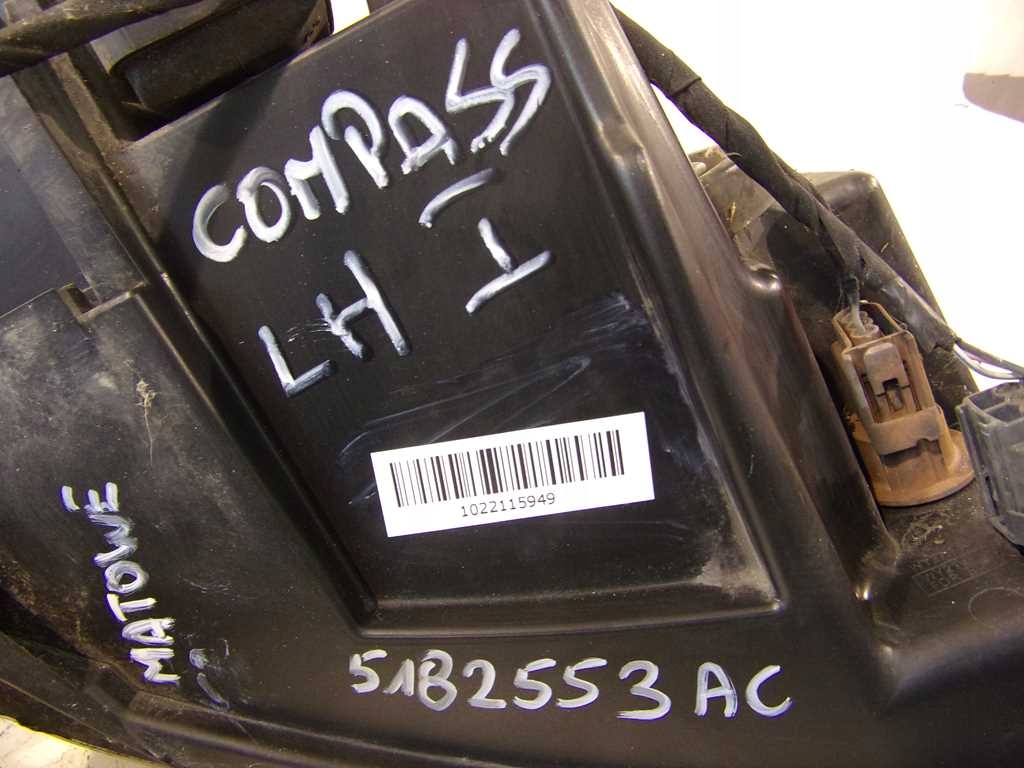 COMPASS
LH I
1022115949
MATOWE
5182553AC